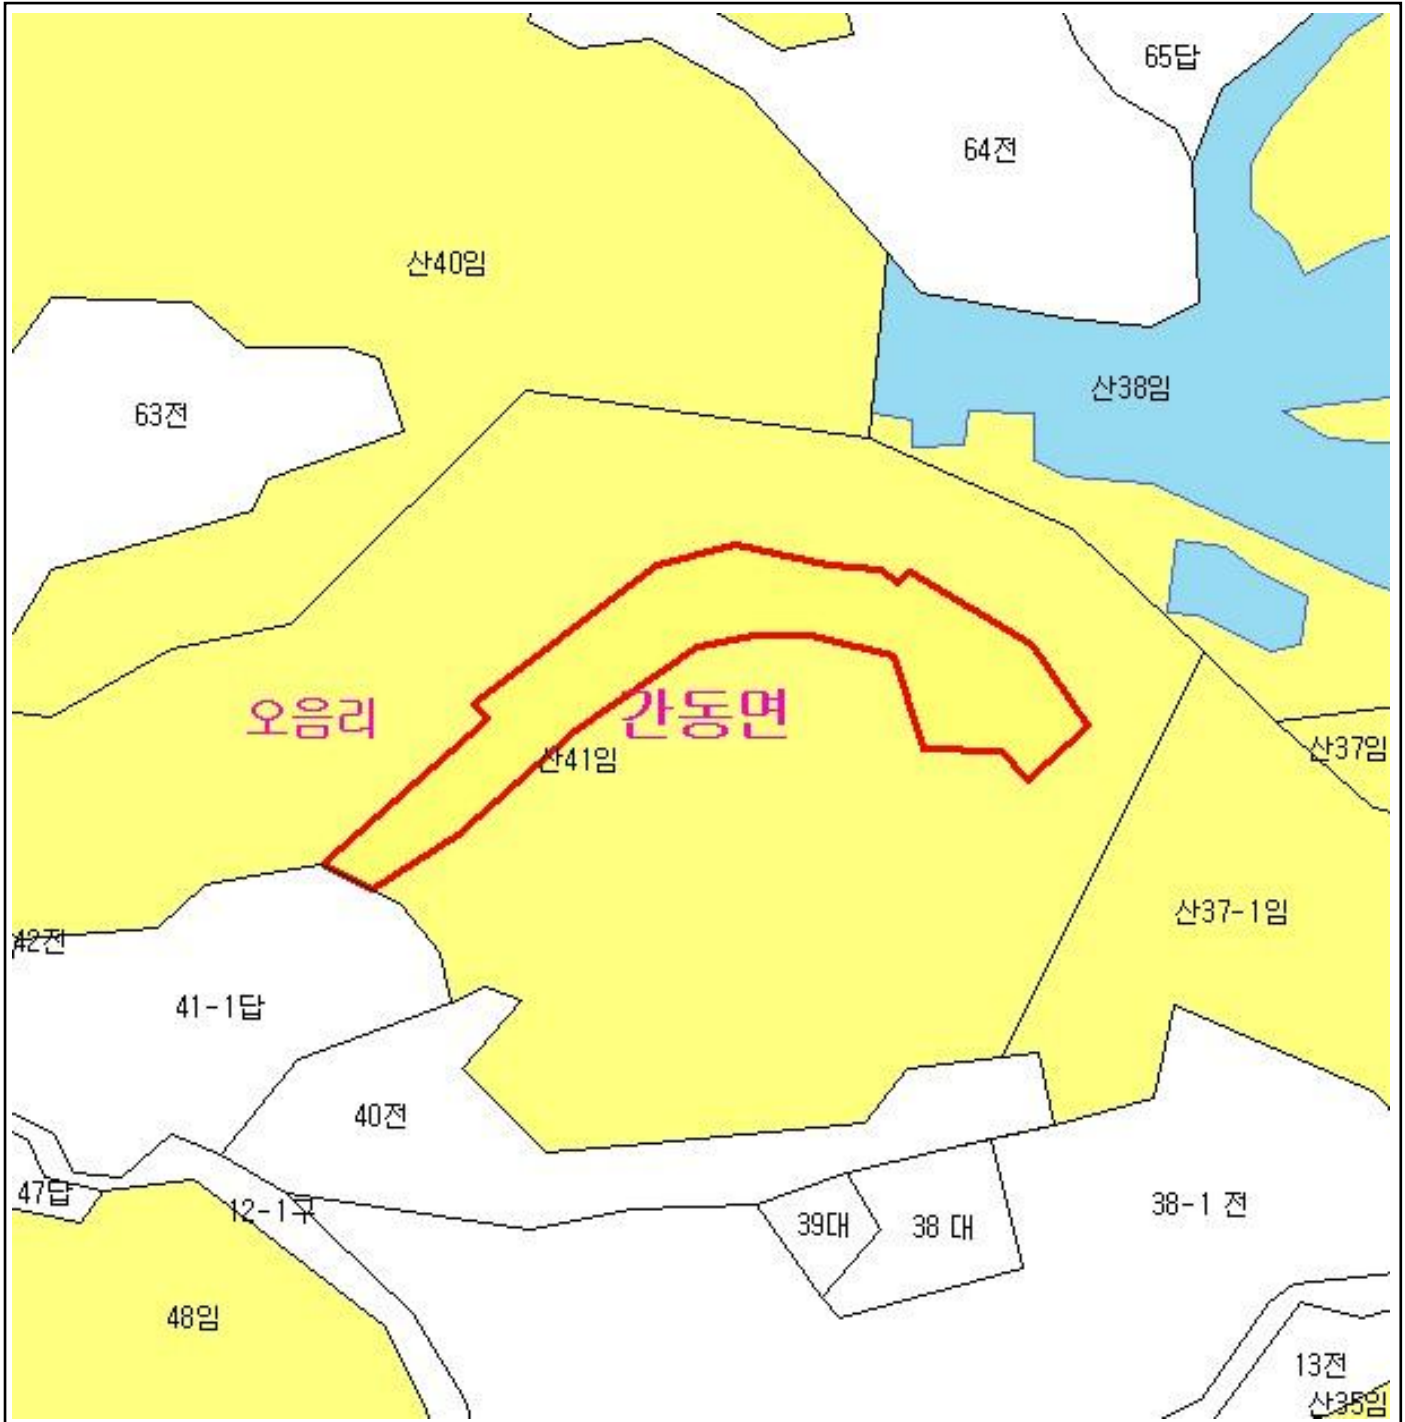 65답
64전
산40임
산38임
63전
오음리
간동면
산41임
산37임
산37-1임
42전
41-1답
40전
47답
12-1구
39대
38 대
38-1 전
48임
13전
산35임